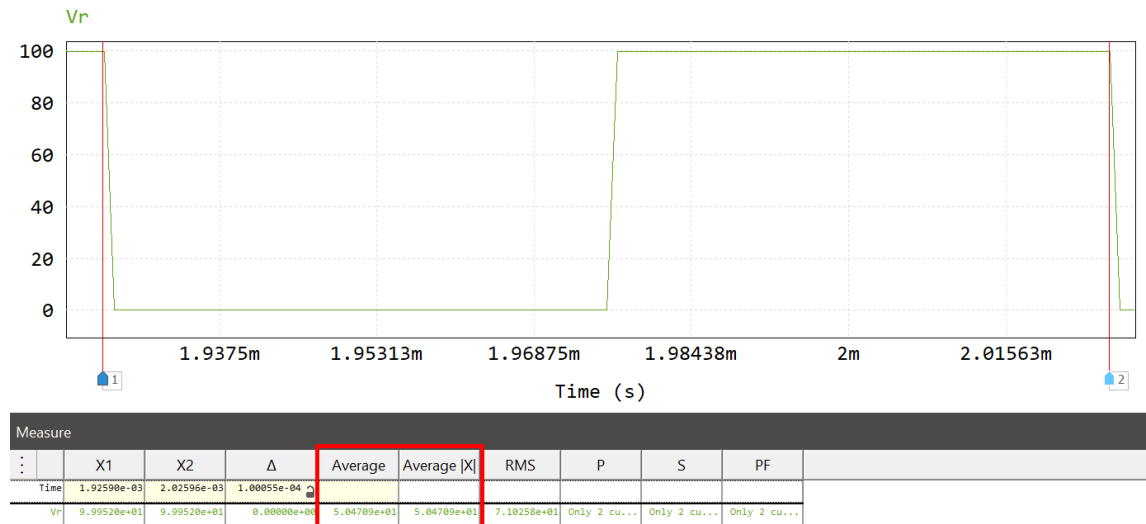 Vr
100
80
60
40
20
0
1.9375m 1.95313m 1.96875m 1.98438m 2m 2.01563m
1 2
Time (s)
Measure
X1 X2 Δ Average Average |X| RMS P S PF
Time 1.92590e-03 2.02596e-03 1.00055e-04
Vr 9.99520e+01 9.99520e+01 0.00000e+00 5.04709e+01 5.04709e+01 7.10258e+01 Only 2 cu... Only 2 cu... Only 2 cu...